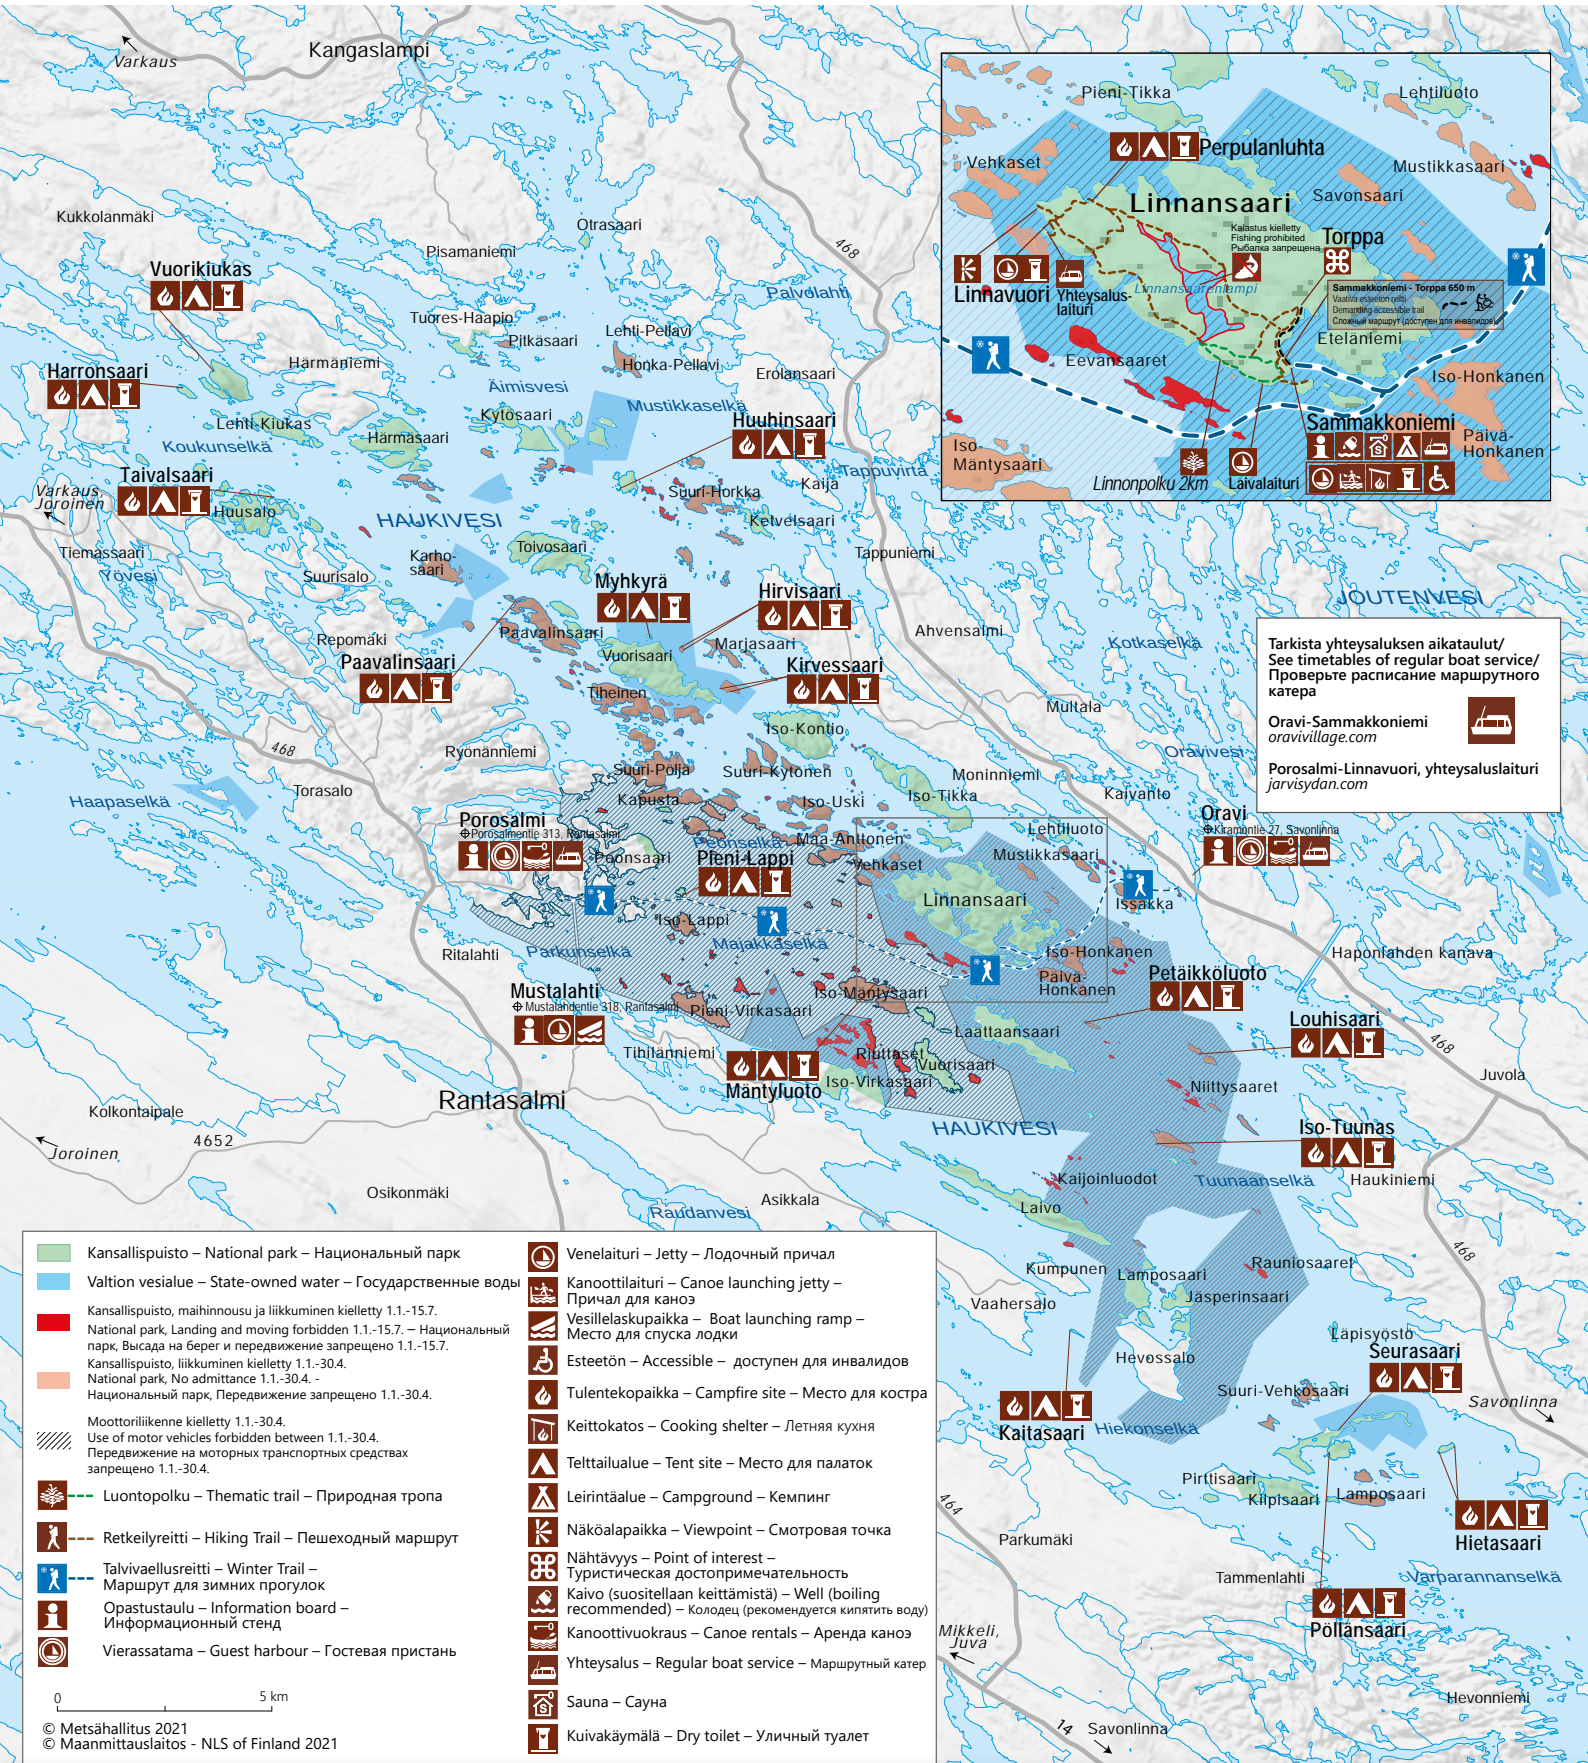 Kangaslampi
Varkaus
Kukkolanmäki
Otrasaari
Pisamaniemi
468
Vuorikiukas
Palvolahti
Tuores-Haapio
Pitkäsaari
Lehti-Pellavi
Honka-Pellavi
Härmäniemi
Harronsaari
Äimisvesi
Erolansaari
Mustikkaselkä
Kytösaari
Huuhinsaari
Lehti-Kiukas
Koukunselkä
Härmäsaari
Taivalsaari
Tappuvirta
Varkaus,
Joroinen
Huusalo
Suuri-Horkka
Kaija
HAUKIVESI
Ketvelsaari
Tiemassaari
Yövesi
Karho-
saari
Toivosaari
Tappuniemi
Suurisalo
Myhkyrä
Hirvisaari
Repomäki
Paavalinsaari
Vuorisaari
Marjasaari
Ahvensalmi
Paavalinsaari
Kirvessaari
Tiheinen
Iso-Kontio
Multala
468
Ryönänniemi
Suuri-Polja
Suuri-Kytönen
Moninniemi
Torasalo
Haapaselkä
Kapusta
Iso-Uski
Iso-Tikka
Kaivanto
Kotkaselkä
JOUTENVESI
Oravivesi
Pieni-Tikka
Lehtiluoto
Perpulanluhta
Vehkaset
Mustikkasaari
Savonsaari
Linnansaari
Kalastus kielletty
Fishing prohibited
Рыбалка запрещена
Torppa
Linnavuori
Yhteysalus-
laituri
Linnansaarenlampi
Sammakkoniemi - Torppa 650 m
Vaativa esteetön reitti
Demanding accessible trail
Сложный маршрут (доступен для инвалидов)
Eteläniemi
Eevansaaret
Iso-Honkanen
Sammakkoniemi
Päivä-
Honkanen
Iso-
Mäntysaari
Linnonpolku 2km
Laivalaituri
Tarkista yhteysaluksen aikataulut/
See timetables of regular boat service/
Проверьте расписание маршрутного
катера
Oravi-Sammakkoniemi
oravivillage.com
Porosalmi-Linnavuori, yhteysaluslaituri
jarvisydan.com
Porosalmi
Porosalmentie 313, Rantasalmi
Peonsaari
Peonselkä
Maa-Anttonen
Pieni-Lappi
Vehkaset
Lehtiluoto
Mustikkasaari
Oravi
Kiramontie 27, Savonlinna
Linnansaari
Issakka
Iso-Lappi
Majakkaselkä
Parkunselkä
Ritalahti
Iso-Honkanen
Päivä-
Honkanen
Haponlahden kanava
Petäikköluoto
Mustalahti
Mustalahdentie 318, Rantasalmi
Pieni-Virkasaari
Iso-Mäntysaari
Laattaansaari
Louhisaari
468
Tihilänniemi
Riuttaset
Vuorisaari
Iso-Virkasaari
Mäntyluoto
Niittysaaret
Juvola
Rantasalmi
Kolkontaipale
4652
Joroinen
HAUKIVESI
Iso-Tuunas
Kaijoinluodot
Tuunaanselkä
Haukiniemi
Osikonmäki
Asikkala
Raudanvesi
Laivo
468
Kumpunen
Lamposaari
Rauniosaaret
Jäsperinsaari
Vaahersalo
Läpisyöstö
Hevossalo
Seurasaari
Suuri-Vehkosaari
Savonlinna
Kaitasaari
Hiekonselkä
Pirttisaari
Kilpisaari
Lamposaari
464
Parkumäki
Hietasaari
Tammenlahti
Varparannanselkä
Pöllänsaari
Mikkeli,
Juva
Hevonniemi
14
Savonlinna
Kansallispuisto – National park – Национальный парк
Valtion vesialue – State-owned water – Государственные воды
Kansallispuisto, maihinnousu ja liikkuminen kielletty 1.1.-15.7.
National park, Landing and moving forbidden 1.1.-15.7. – Национальный
парк, Высада на берег и передвижение запрещено 1.1.-15.7.
Kansallispuisto, liikkuminen kielletty 1.1.-30.4.
National park, No admittance 1.1.-30.4. -
Национальный парк, Передвижение запрещено 1.1.-30.4.
Moottoriliikenne kielletty 1.1.-30.4.
Use of motor vehicles forbidden between 1.1.-30.4.
Передвижение на моторных транспортных средствах
запрещено 1.1.-30.4.
Luontopolku – Thematic trail – Природная тропа
Retkeilyreitti – Hiking Trail – Пешеходный маршрут
Talvivaellusreitti – Winter Trail –
Маршрут для зимних прогулок
Opastustaulu – Information board –
Информационный стенд
Vierassatama – Guest harbour – Гостевая пристань
0 5 km
© Metsähallitus 2021
© Maanmittauslaitos - NLS of Finland 2021
Venelaituri – Jetty – Лодочный причал
Kanoottilaituri – Canoe launching jetty –
Причал для каноэ
Vesillelaskupaikka – Boat launching ramp –
Место для спуска лодки
Esteetön – Accessible – доступен для инвалидов
Tulentekopaikka – Campfire site – Место для костра
Keittokatos – Cooking shelter – Летняя кухня
Telttailualue – Tent site – Место для палаток
Leirintäalue – Campground – Кемпинг
Näköalapaikka – Viewpoint – Смотровая точка
Nähtävyys – Point of interest –
Туристическая достопримечательность
Kaivo (suositellaan keittämistä) – Well (boiling
recommended) – Колодец (рекомендуется кипятить воду)
Kanoottivuokraus – Canoe rentals – Аренда каноэ
Yhteysalus – Regular boat service – Маршрутный катер
Sauna – Сауна
Kuivakäymälä – Dry toilet – Уличный туалет